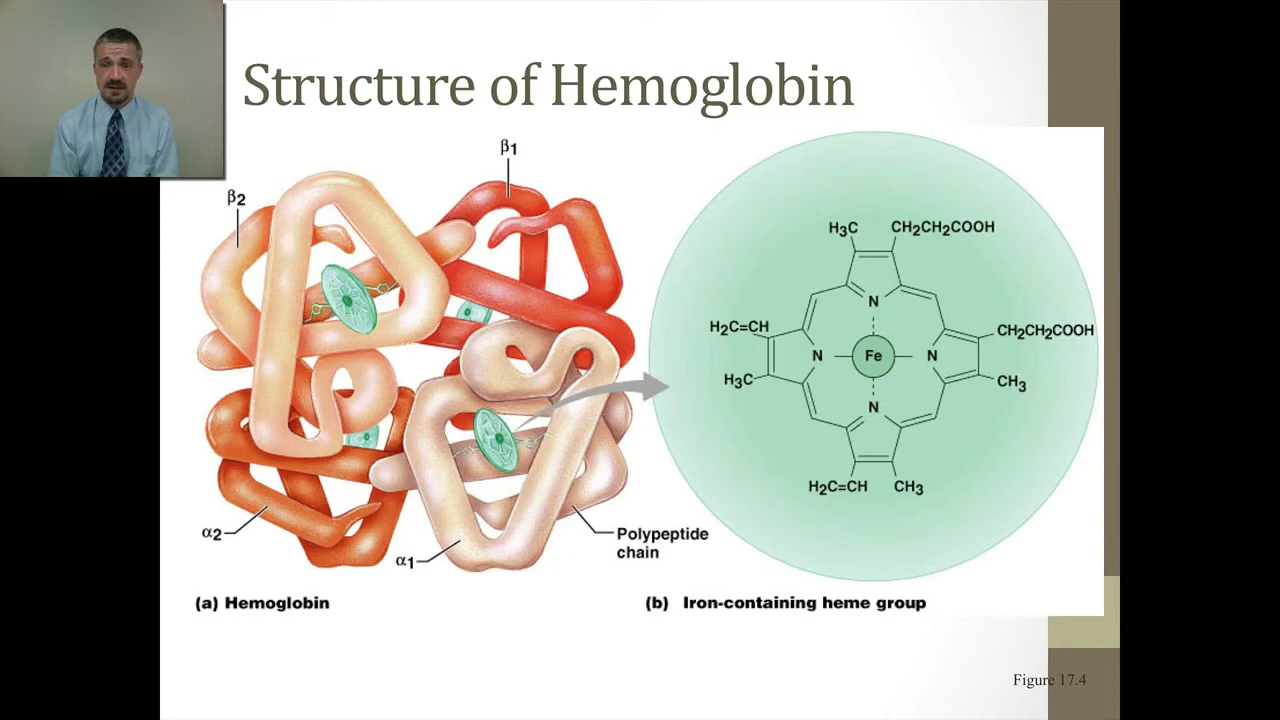 Structure of Hemoglobin
β1
β2
α2
α1
Polypeptide
chain
(a) Hemoglobin
H3C
CH2CH2COOH
N
H2C=CH
CH2CH2COOH
N
Fe
N
H3C
CH3
N
H2C=CH
CH3
(b) Iron-containing heme group
Figure 17.4